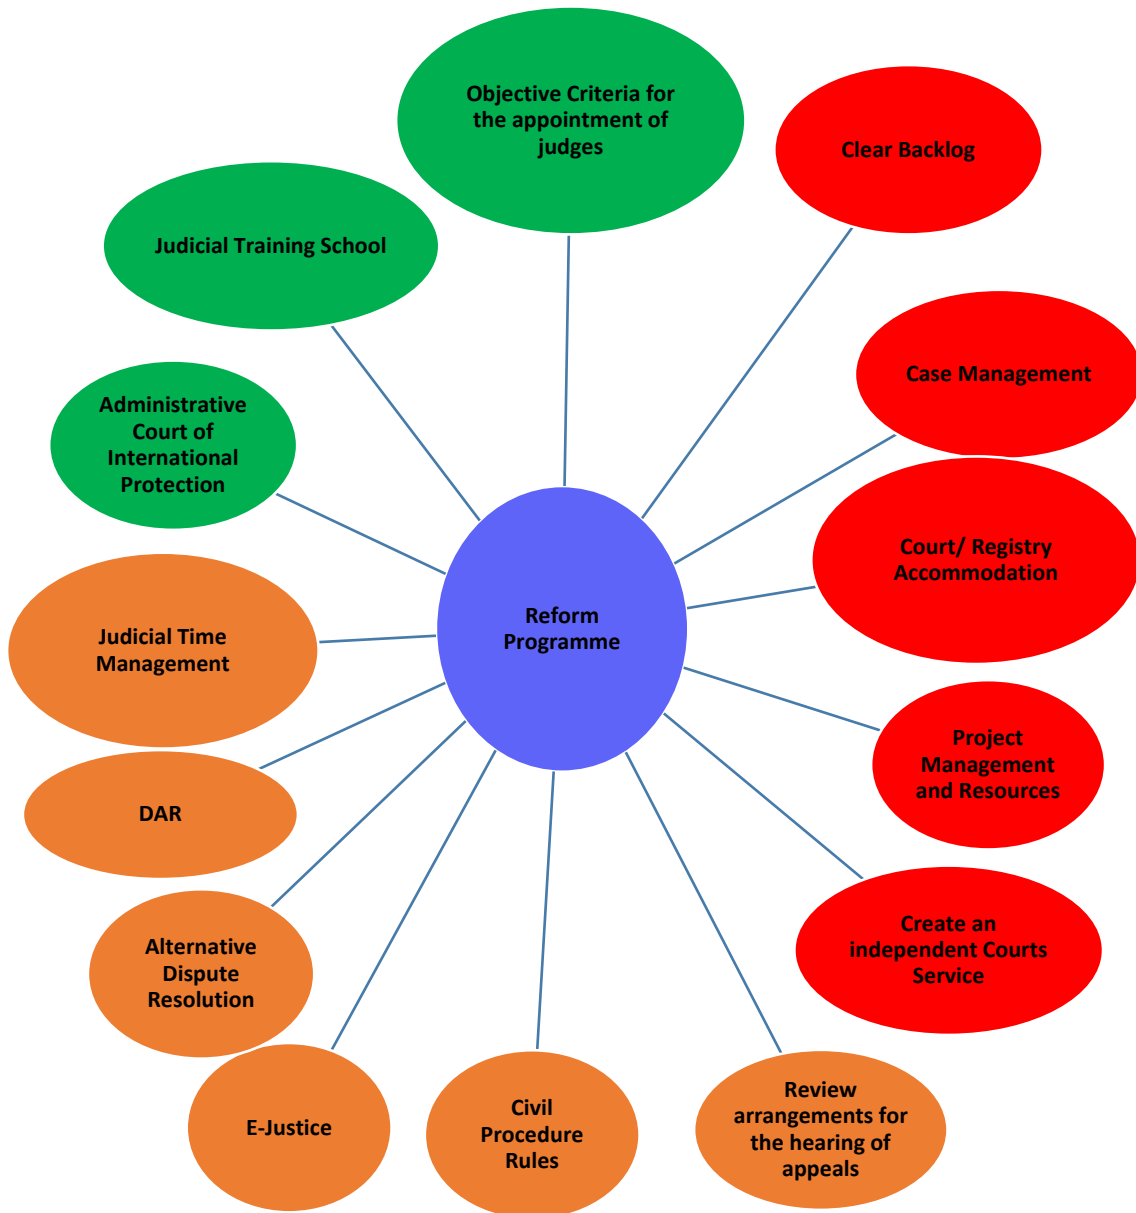 Objective Criteria for
the appointment of
judges
Clear Backlog
Judicial Training School
Case Management
Administrative
Court of
International
Protection
Court/ Registry
Accommodation
Reform
Programme
Judicial Time
Management
Project
Management
and Resources
DAR
Alternative
Dispute
Resolution
Create an
independent Courts
Service
E-Justice
Civil
Procedure
Rules
Review
arrangements for
the hearing of
appeals